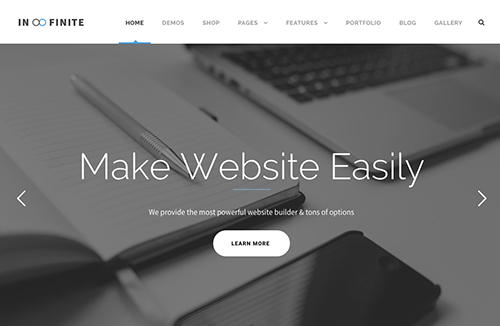 IN FINITE
HOME DEMOS SHOP PAGES FEATURES PORTFOLIO BLOG GALLERY
Make Website Easily
We provide the most powerful website builder & tons of options
LEARN MORE